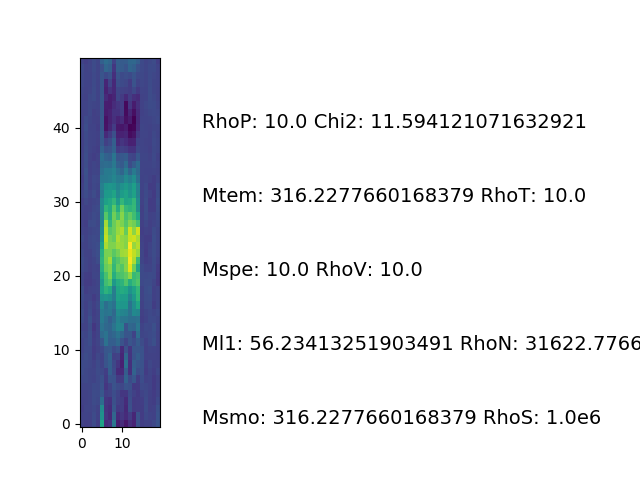 RhoP: 10.0 Chi2: 11.594121071632921
40
Mtem: 316.2277660168379 RhoT: 10.0
30
Mspe: 10.0 RhoV: 10.0
20
Ml1: 56.23413251903491 RhoN: 31622.7766
10
Msmo: 316.2277660168379 RhoS: 1.0e6
0
0 10